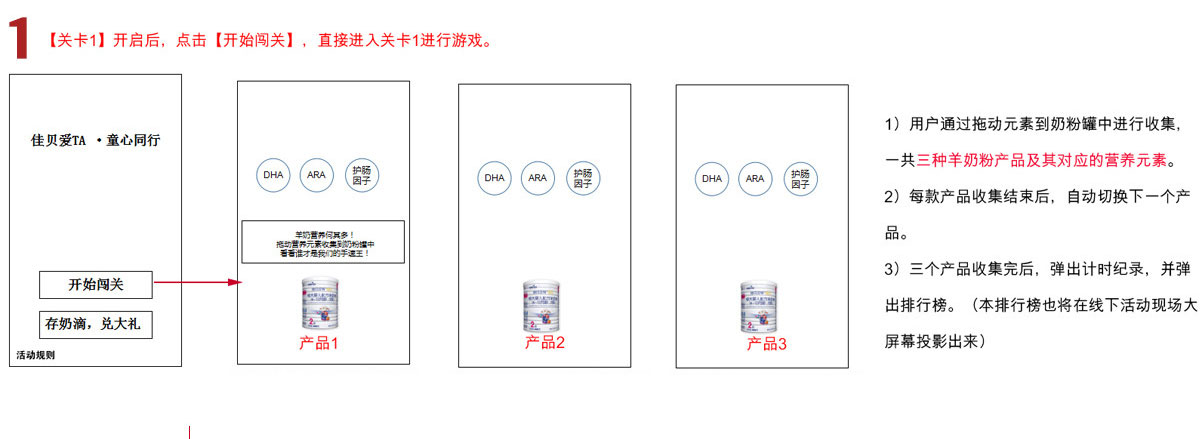 1
【关卡1】开启后，点击【开始闯关】，直接进入关卡1进行游戏。
佳贝爱TA ·童心同行
开始闯关
存奶滴，兑大礼
活动规则
DHA
ARA
护肠
因子
羊奶营养何其多！
拖动营养元素收集到奶粉罐中
看看谁才是我们的手速王！
产品1
DHA
ARA
护肠
因子
产品2
DHA
ARA
护肠
因子
产品3
1）用户通过拖动元素到奶粉罐中进行收集，
一共三种羊奶粉产品及其对应的营养元素。
2）每款产品收集结束后，自动切换下一个产
品。
3）三个产品收集完后，弹出计时纪录，并弹
出排行榜。（本排行榜也将在线下活动现场大
屏幕投影出来）